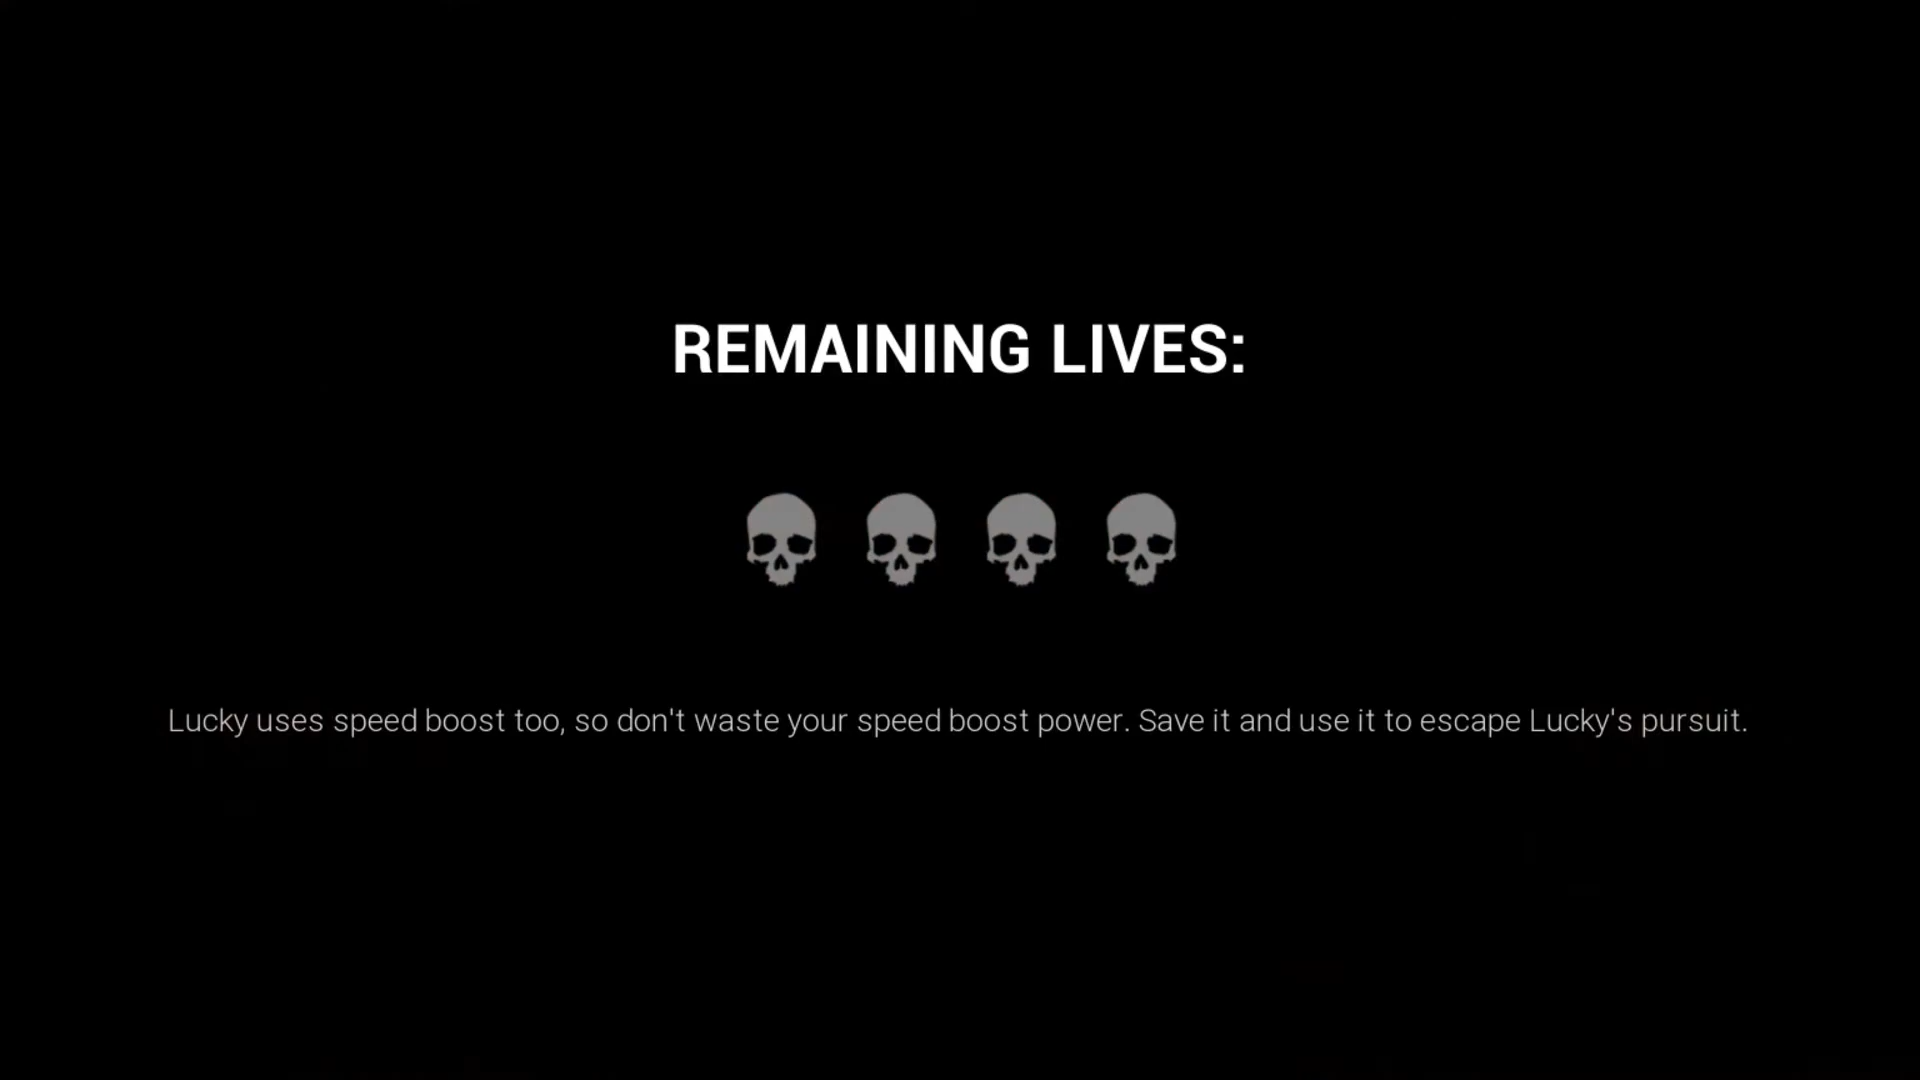 REMAINING LIVES:
Lucky uses speed boost too, so don't waste your speed boost power. Save it and use it to escape Lucky's pursuit.